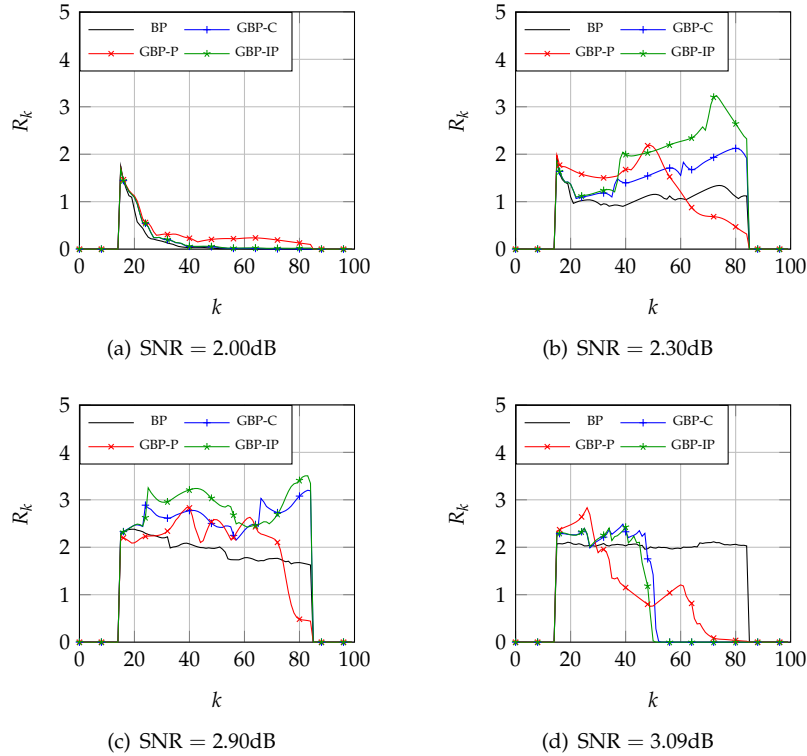 BP GBP-C
GBP-P GBP-IP
R_k
5
4
3
2
1
0
0 20 40 60 80 100
k
(a) SNR = 2.00dB
BP GBP-C
GBP-P GBP-IP
R_k
5
4
3
2
1
0
0 20 40 60 80 100
k
(b) SNR = 2.30dB
BP GBP-C
GBP-P GBP-IP
R_k
5
4
3
2
1
0
0 20 40 60 80 100
k
(c) SNR = 2.90dB
BP GBP-C
GBP-P GBP-IP
R_k
5
4
3
2
1
0
0 20 40 60 80 100
k
(d) SNR = 3.09dB